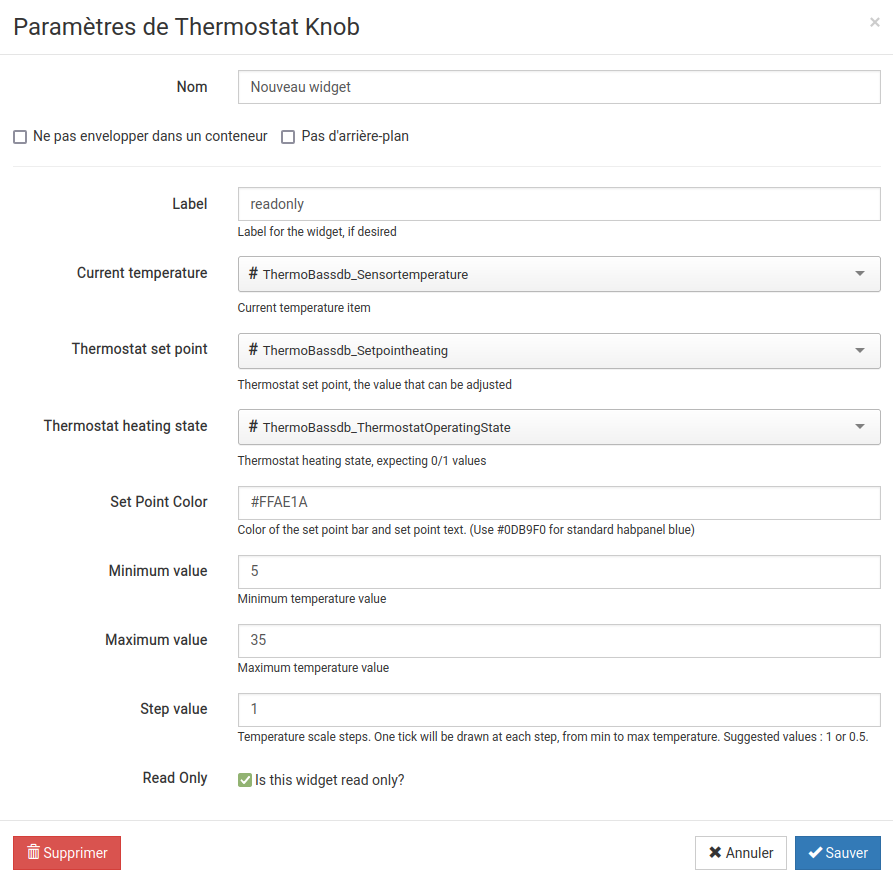 Paramètres de Thermostat Knob ×
Nom Nouveau widget
Ne pas envelopper dans un conteneur Pas d'arrière-plan
Label readonly
Label for the widget, if desired
Current temperature # ThermoBassdb_Sensortemperature
Current temperature item
Thermostat set point # ThermoBassdb_Setpointheating
Thermostat set point, the value that can be adjusted
Thermostat heating state # ThermoBassdb_ThermostatOperatingState
Thermostat heating state, expecting 0/1 values
Set Point Color #FFAE1A
Color of the set point bar and set point text. (Use #0DB9F0 for standard habpanel blue)
Minimum value 5
Minimum temperature value
Maximum value 35
Maximum temperature value
Step value 1
Temperature scale steps. One tick will be drawn at each step, from min to max temperature. Suggested values : 1 or 0.5.
Read Only Is this widget read only?
Supprimer Annuler Sauver